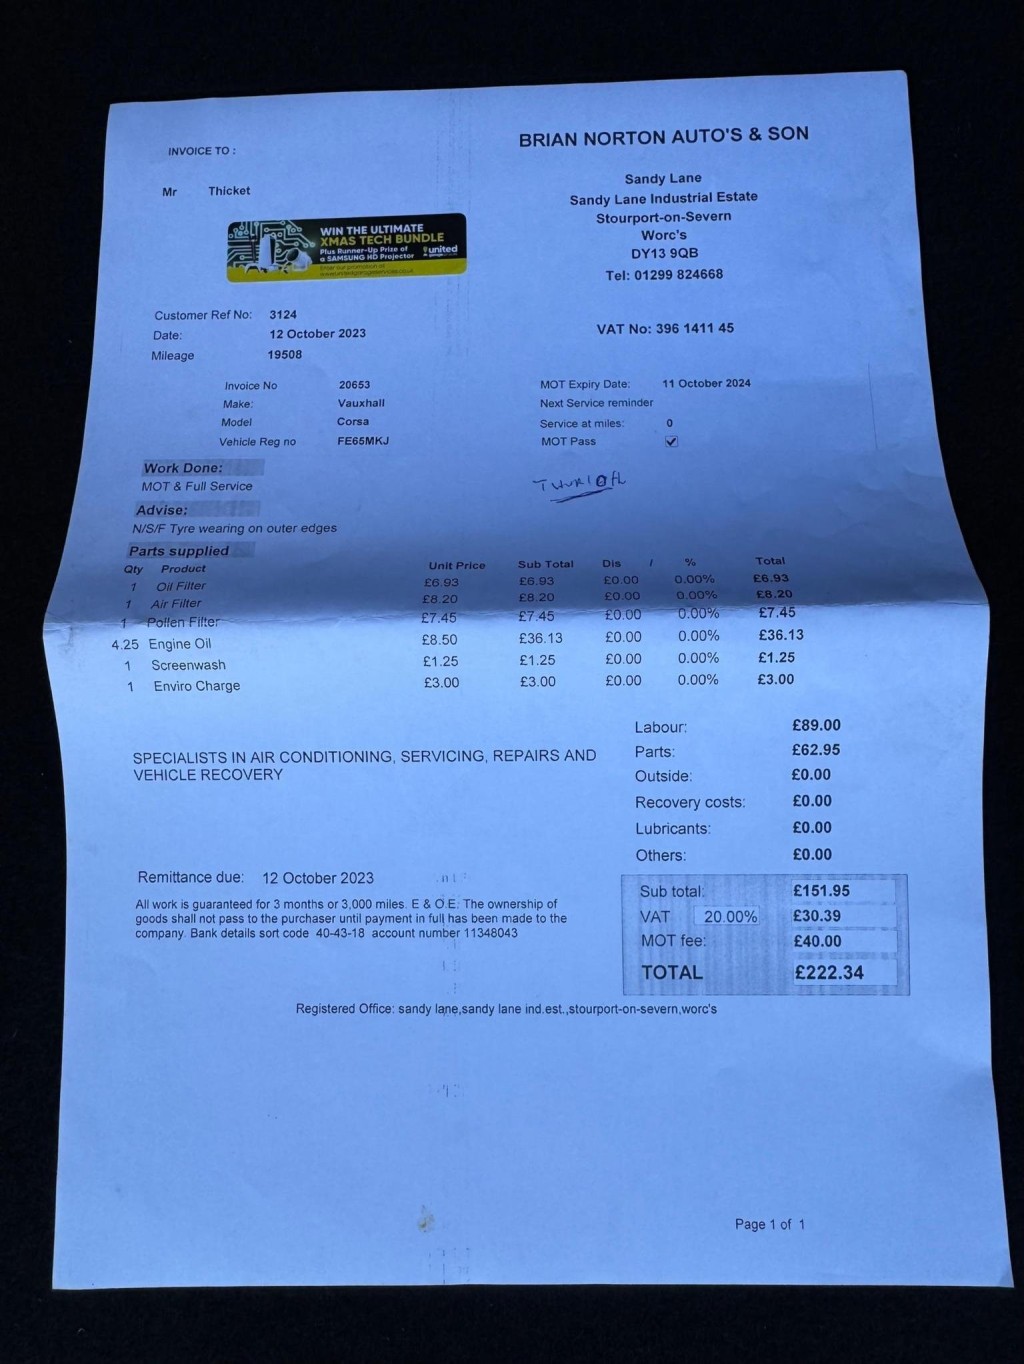 BRIAN NORTON AUTO'S & SON
INVOICE TO :
Sandy Lane
Mr Thicket
Sandy Lane Industrial Estate
Stourport-on-Severn
Worc's
DY13 9QB
Tel: 01299 824668
WIN THE ULTIMATE
XMAS TECH BUNDLE
Plus Runner-Up Prize of
a SAMSUNG HD Projector
united
Customer Ref No: 3124
Date: 12 October 2023
VAT No: 396 1411 45
Mileage 19508
Invoice No 20653
MOT Expiry Date: 11 October 2024
Make: Vauxhall
Next Service reminder
Model Corsa
Service at miles: 0
Vehicle Reg no FE65MKJ
MOT Pass ✓
Work Done:
MOT & Full Service
Advise:
N/S/F Tyre wearing on outer edges
Parts supplied
Qty Product Unit Price Sub Total Dis / % Total
1 Oil Filter £6.93 £6.93 £0.00 0.00% £6.93
1 Air Filter £8.20 £8.20 £0.00 0.00% £8.20
1 Pollen Filter £7.45 £7.45 £0.00 0.00% £7.45
4.25 Engine Oil £8.50 £36.13 £0.00 0.00% £36.13
1 Screenwash £1.25 £1.25 £0.00 0.00% £1.25
1 Enviro Charge £3.00 £3.00 £0.00 0.00% £3.00
Labour: £89.00
Parts: £62.95
SPECIALISTS IN AIR CONDITIONING, SERVICING, REPAIRS AND
VEHICLE RECOVERY
Outside: £0.00
Recovery costs: £0.00
Lubricants: £0.00
Others: £0.00
Remittance due: 12 October 2023
Sub total: £151.95
All work is guaranteed for 3 months or 3,000 miles. E & O.E. The ownership of
goods shall not pass to the purchaser until payment in full has been made to the
company. Bank details sort code 40-43-18 account number 11348043
VAT 20.00% £30.39
MOT fee: £40.00
TOTAL £222.34
Registered Office: sandy lane,sandy lane ind.est.,stourport-on-severn,worc's
Page 1 of 1